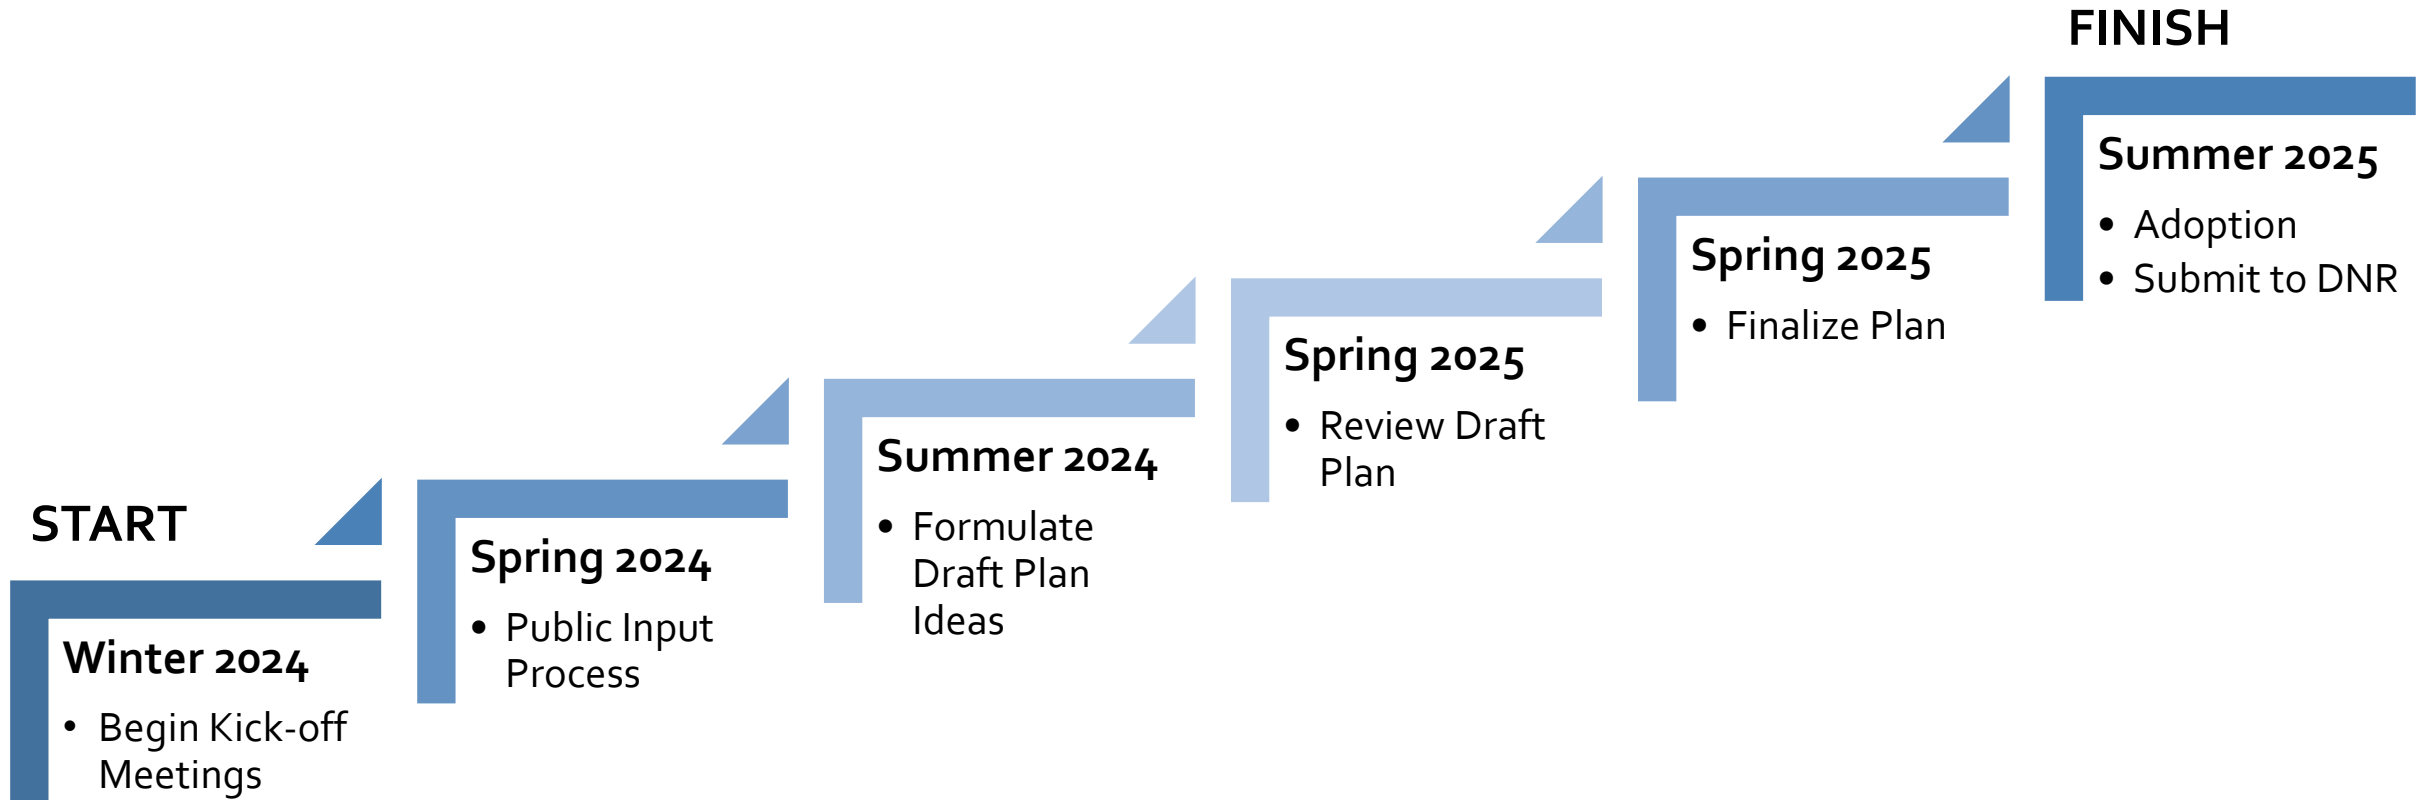 START
Winter 2024
• Begin Kick-off
Meetings
Spring 2024
• Public Input
Process
Summer 2024
• Formulate
Draft Plan
Ideas
Spring 2025
• Review Draft
Plan
Spring 2025
• Finalize Plan
FINISH
Summer 2025
• Adoption
• Submit to DNR